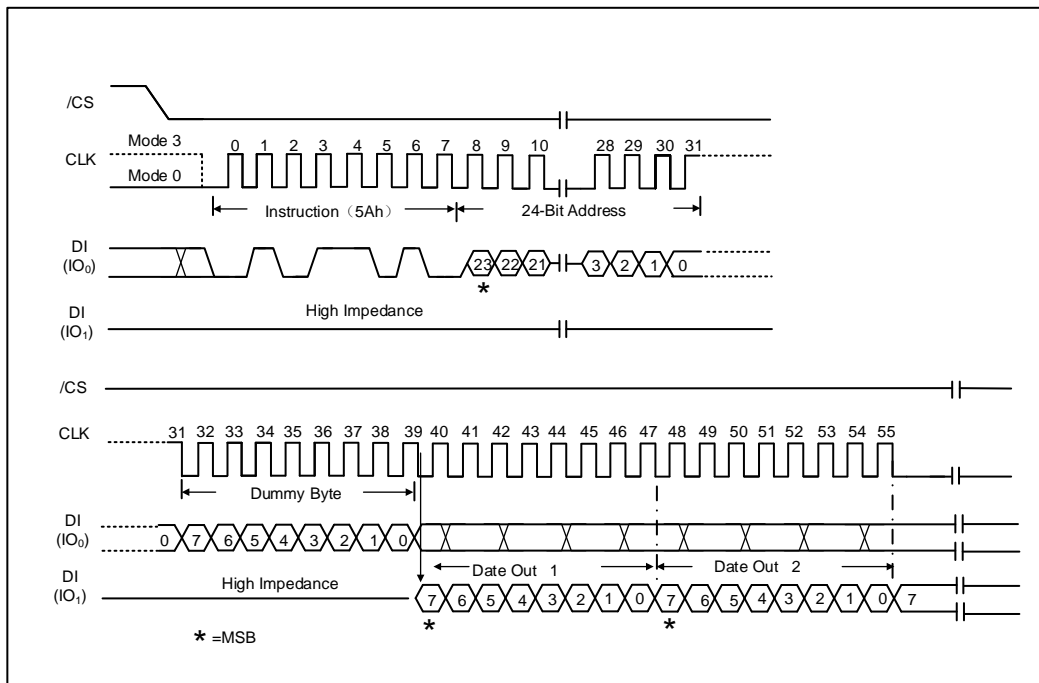 /CS
Mode 3
CLK
0 1 2 3 4 5 6 7 8 9 10 28 29 30 31
Mode 0
Instruction（5Ah） 24-Bit Address
DI
(IO₀)
23 22 21 3 2 1 0
*
High Impedance
DI
(IO₁)
/CS
CLK
31 32 33 34 35 36 37 38 39 40 41 42 43 44 45 46 47 48 49 50 51 52 53 54 55
Dummy Byte
DI
(IO₀)
0 7 6 5 4 3 2 1 0
Date Out 1 Date Out 2
DI
(IO₁)
High Impedance
7 6 5 4 3 2 1 0 7 6 5 4 3 2 1 0 7
* *
* =MSB